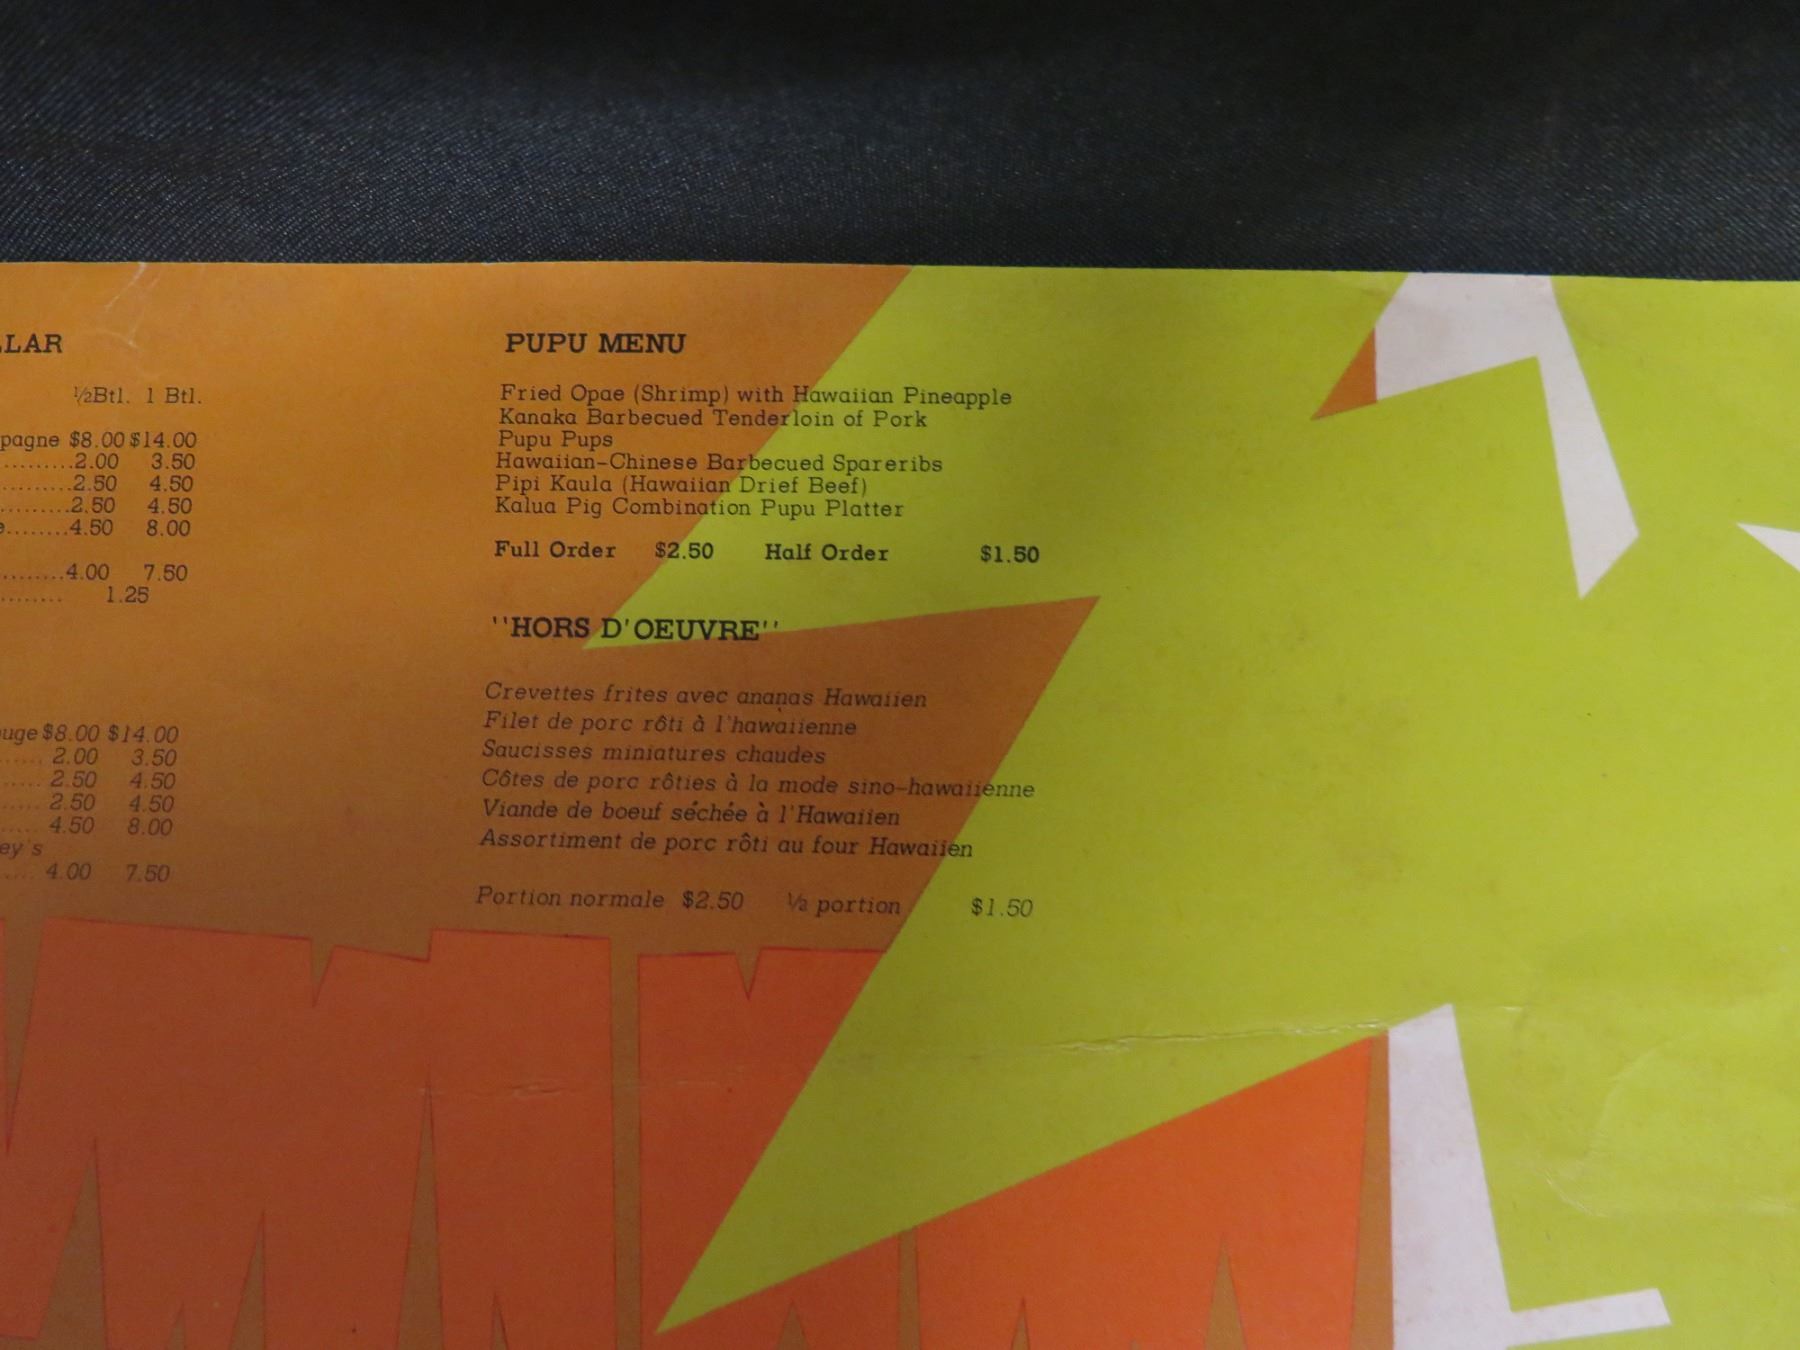 LLAR
½Btl. 1 Btl.
pagne $8.00 $14.00
.........2.00 3.50
.........2.50 4.50
.........2.50 4.50
e.......4.50 8.00
.........4.00 7.50
......... 1.25
uge $8.00 $14.00
...... 2.00 3.50
...... 2.50 4.50
..... 2.50 4.50
..... 4.50 8.00
ey's
.... 4.00 7.50
PUPU MENU
Fried Opae (Shrimp) with Hawaiian Pineapple
Kanaka Barbecued Tenderloin of Pork
Pupu Pups
Hawaiian-Chinese Barbecued Spareribs
Pipi Kaula (Hawaiian Drief Beef)
Kalua Pig Combination Pupu Platter
Full Order $2.50 Half Order $1.50
"HORS D'OEUVRE"
Crevettes frites avec ananas Hawaiien
Filet de porc rôti à l'hawaiienne
Saucisses miniatures chaudes
Côtes de porc rôties à la mode sino-hawaiienne
Viande de boeuf séchée à l'Hawaiien
Assortiment de porc rôti au four Hawaiien
Portion normale $2.50 ½ portion $1.50